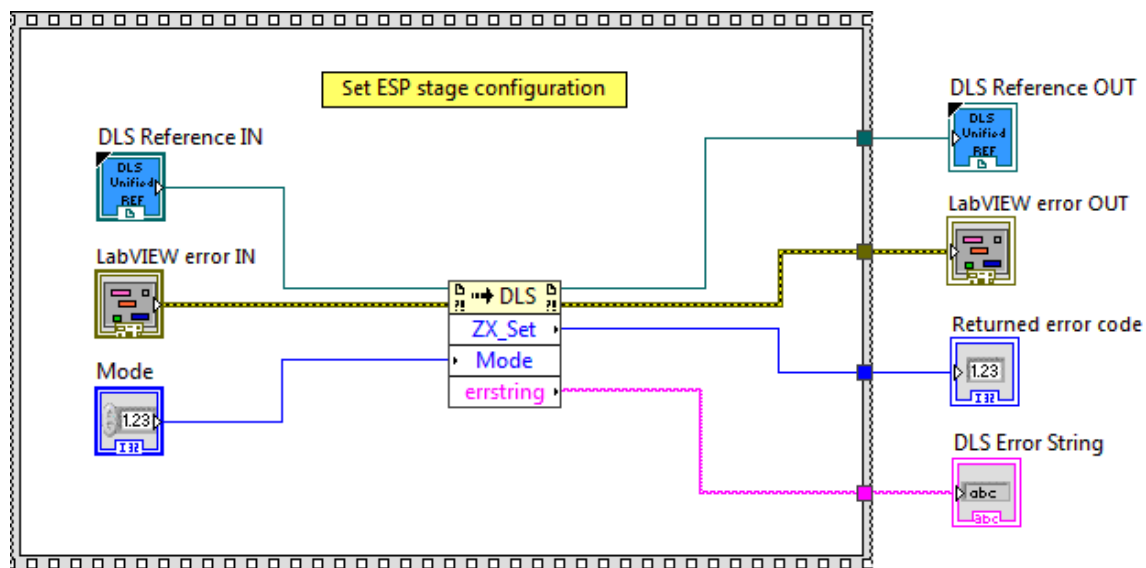 Set ESP stage configuration
DLS Reference IN
DLS
Unified
REF
LabVIEW error IN
Mode
1.23
I32
DLS
ZX_Set
Mode
errstring
DLS Reference OUT
DLS
Unified
REF
LabVIEW error OUT
Returned error code
1.23
I32
DLS Error String
abc
abc